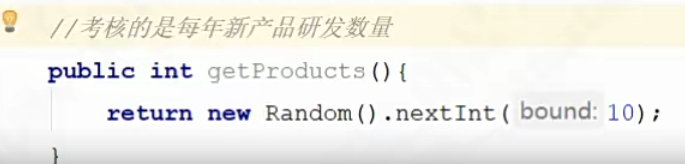 //考核的是每年新产品研发数量
public int getProducts(){
return new Random().nextInt( bound: 10);
}